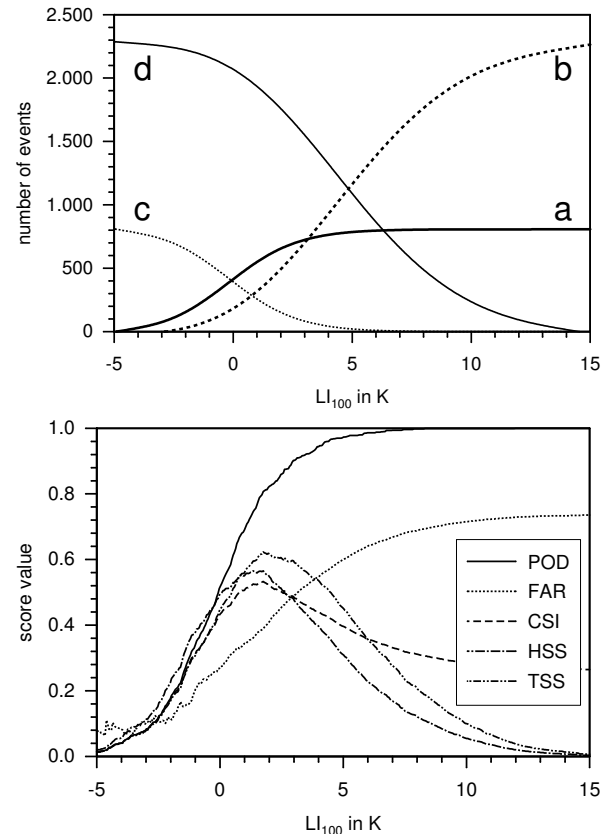 2.500
2.000
1.500
1.000
500
0
number of events
d
b
c
a
-5 0 5 10 15
LI100 in K
1.0
0.8
0.6
0.4
0.2
0.0
score value
POD
FAR
CSI
HSS
TSS
-5 0 5 10 15
LI100 in K